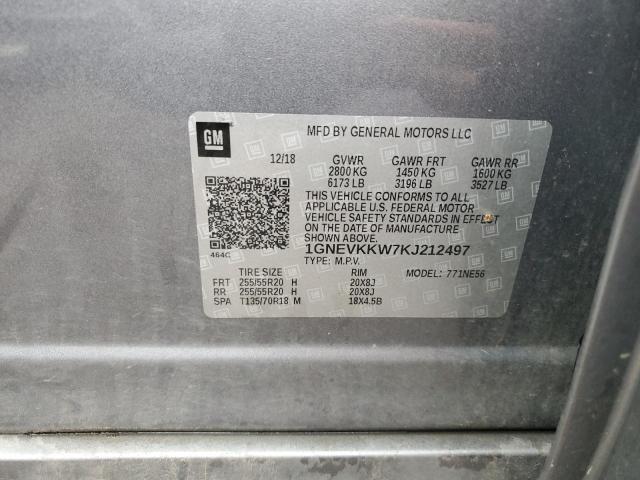 GM
MFD BY GENERAL MOTORS LLC
12/18 GVWR GAWR FRT GAWR RR
2800 KG 1450 KG 1600 KG
6173 LB 3196 LB 3527 LB
THIS VEHICLE CONFORMS TO ALL
APPLICABLE U.S. FEDERAL MOTOR
VEHICLE SAFETY STANDARDS IN EFFECT
ON THE DATE OF MANUFACTURE
SHOWN ABOVE.
464C
1GNEVKKW7KJ212497
TYPE: M.P.V. MODEL: 771NE56
TIRE SIZE RIM
FRT 255/55R20 H 20X8J
RR 255/55R20 H 20X8J
SPA T135/70R18 M 18X4.5B